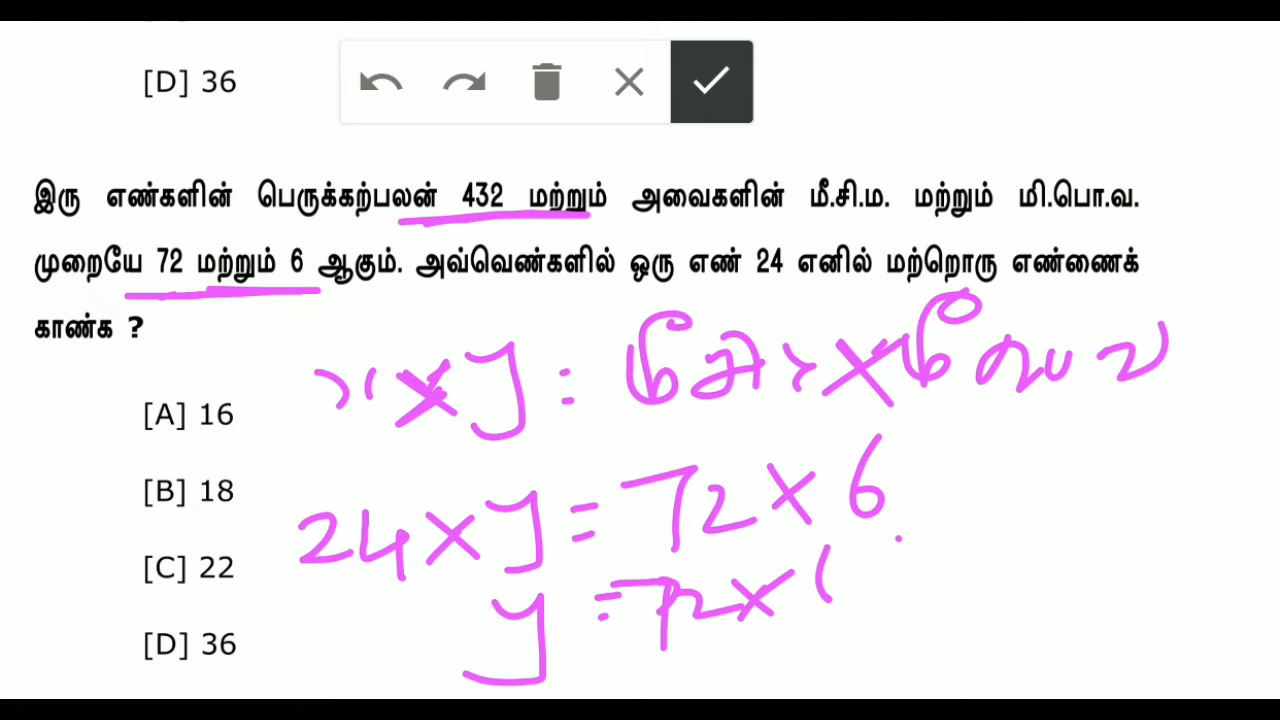 [D] 36
இரு எண்களின் பெருக்கற்பலன் 432 மற்றும் அவைகளின் மீ.சி.ம. மற்றும் மி.பொ.வ.
முறையே 72 மற்றும் 6 ஆகும். அவ்வெண்களில் ஒரு எண் 24 எனில் மற்றொரு எண்ணைக்
காண்க ?
x × y =
[A] 16
[B] 18
24 × y = 72 × 6
[C] 22
y = 72 × 
[D] 36